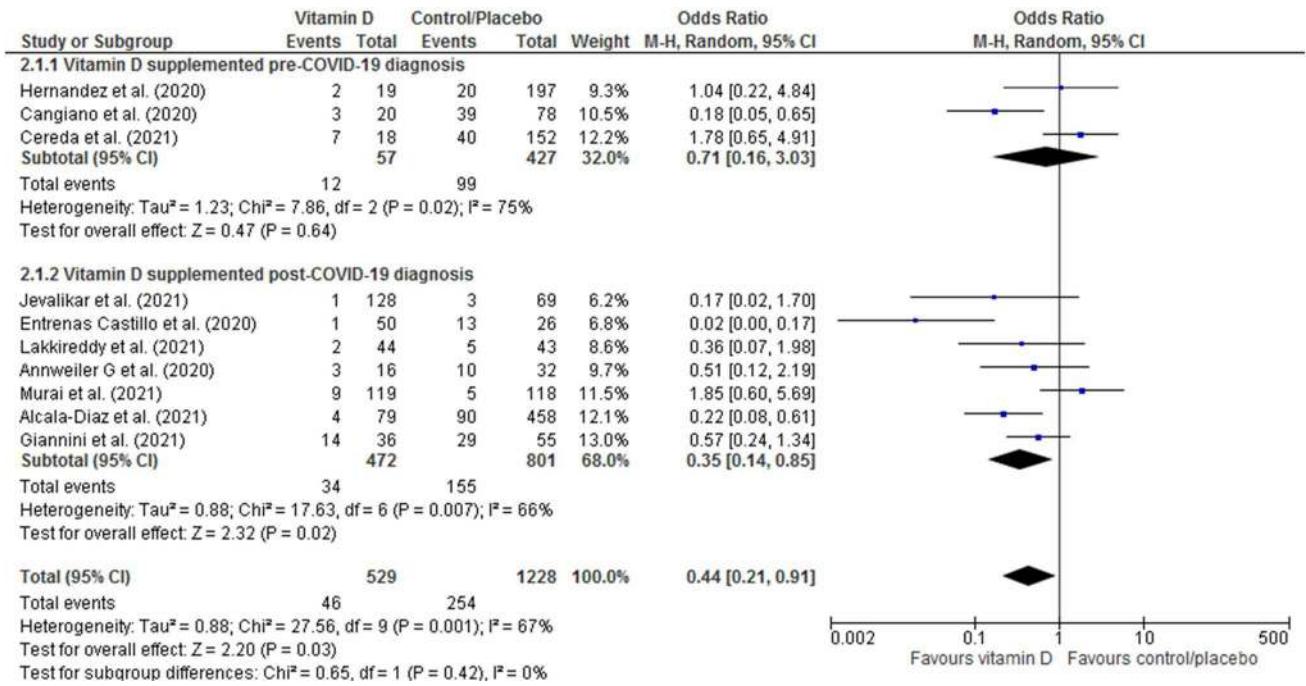 Vitamin D Control/Placebo Odds Ratio Odds Ratio
Study or Subgroup Events Total Events Total Weight M-H, Random, 95% CI M-H, Random, 95% CI
2.1.1 Vitamin D supplemented pre-COVID-19 diagnosis
Hernandez et al. (2020) 2 19 20 197 9.3% 1.04 [0.22, 4.84]
Cangiano et al. (2020) 3 20 39 78 10.5% 0.18 [0.05, 0.65]
Cereda et al. (2021) 7 18 40 152 12.2% 1.78 [0.65, 4.91]
Subtotal (95% CI) 57 427 32.0% 0.71 [0.16, 3.03]
Total events 12 99
Heterogeneity: Tau² = 1.23; Chi² = 7.86, df = 2 (P = 0.02); I² = 75%
Test for overall effect: Z = 0.47 (P = 0.64)
2.1.2 Vitamin D supplemented post-COVID-19 diagnosis
Jevalikar et al. (2021) 1 128 3 69 6.2% 0.17 [0.02, 1.70]
Entrenas Castillo et al. (2020) 1 50 13 26 6.8% 0.02 [0.00, 0.17]
Lakkireddy et al. (2021) 2 44 5 43 8.6% 0.36 [0.07, 1.98]
Annweiler G et al. (2020) 3 16 10 32 9.7% 0.51 [0.12, 2.19]
Murai et al. (2021) 9 119 5 118 11.5% 1.85 [0.60, 5.69]
Alcala-Diaz et al. (2021) 4 79 90 458 12.1% 0.22 [0.08, 0.61]
Giannini et al. (2021) 14 36 29 55 13.0% 0.57 [0.24, 1.34]
Subtotal (95% CI) 472 801 68.0% 0.35 [0.14, 0.85]
Total events 34 155
Heterogeneity: Tau² = 0.88; Chi² = 17.63, df = 6 (P = 0.007); I² = 66%
Test for overall effect: Z = 2.32 (P = 0.02)
Total (95% CI) 529 1228 100.0% 0.44 [0.21, 0.91]
Total events 46 254
Heterogeneity: Tau² = 0.88; Chi² = 27.56, df = 9 (P = 0.001); I² = 67%
Test for overall effect: Z = 2.20 (P = 0.03)
Test for subgroup differences: Chi² = 0.65, df = 1 (P = 0.42), I² = 0%
0.002 0.1 1 10 500
Favours vitamin D Favours control/placebo